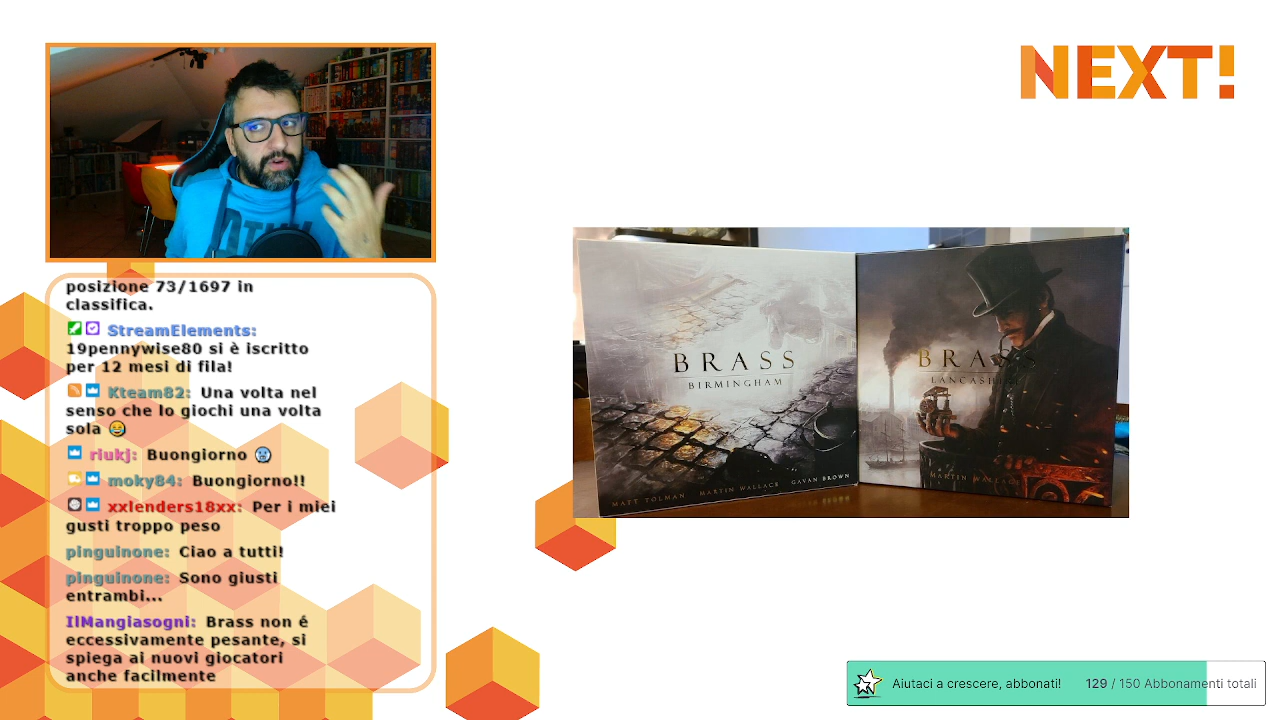 NEXT!
posizione 73/1697 in
classifica.
StreamElements:
19pennywise80 si è iscritto
per 12 mesi di fila!
Kteam82: Una volta nel
senso che lo giochi una volta
sola 😂
riukj: Buongiorno 🥶
moky84: Buongiorno!!
xxlenders18xx: Per i miei
gusti troppo peso
pinguinone: Ciao a tutti!
pinguinone: Sono giusti
entrambi...
IlMangiasogni: Brass non é
eccessivamente pesante, si
spiega ai nuovi giocatori
anche facilmente
BRASS
BIRMINGHAM
MATT TOLMAN MARTIN WALLACE GAVAN BROWN
BRASS
LANCASHIRE
MARTIN WALLACE
Aiutaci a crescere, abbonati! 129 / 150 Abbonamenti totali